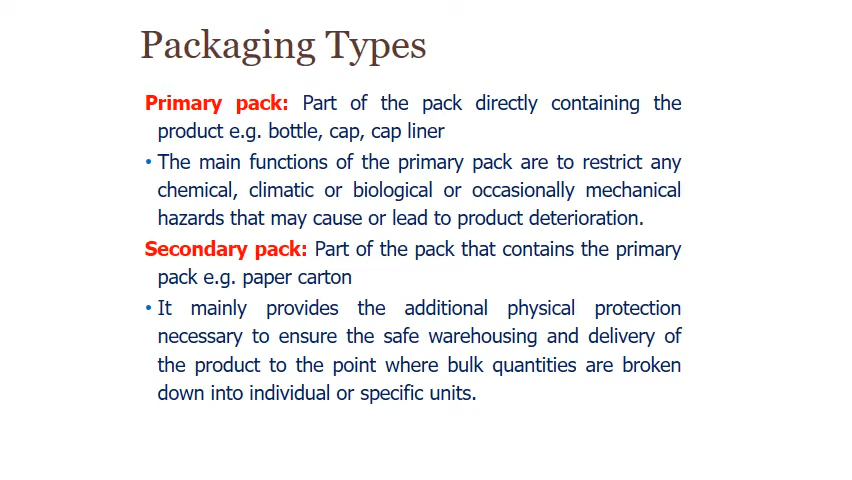 Packaging Types
Primary pack: Part of the pack directly containing the
product e.g. bottle, cap, cap liner
• The main functions of the primary pack are to restrict any
chemical, climatic or biological or occasionally mechanical
hazards that may cause or lead to product deterioration.
Secondary pack: Part of the pack that contains the primary
pack e.g. paper carton
• It mainly provides the additional physical protection
necessary to ensure the safe warehousing and delivery of
the product to the point where bulk quantities are broken
down into individual or specific units.